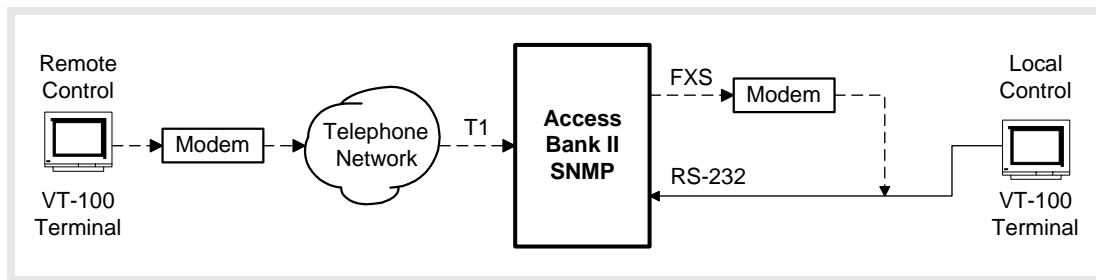 Remote
Control
VT-100
Terminal
Modem
Telephone
Network
T1
Access
Bank II
SNMP
FXS
Modem
RS-232
Local
Control
VT-100
Terminal